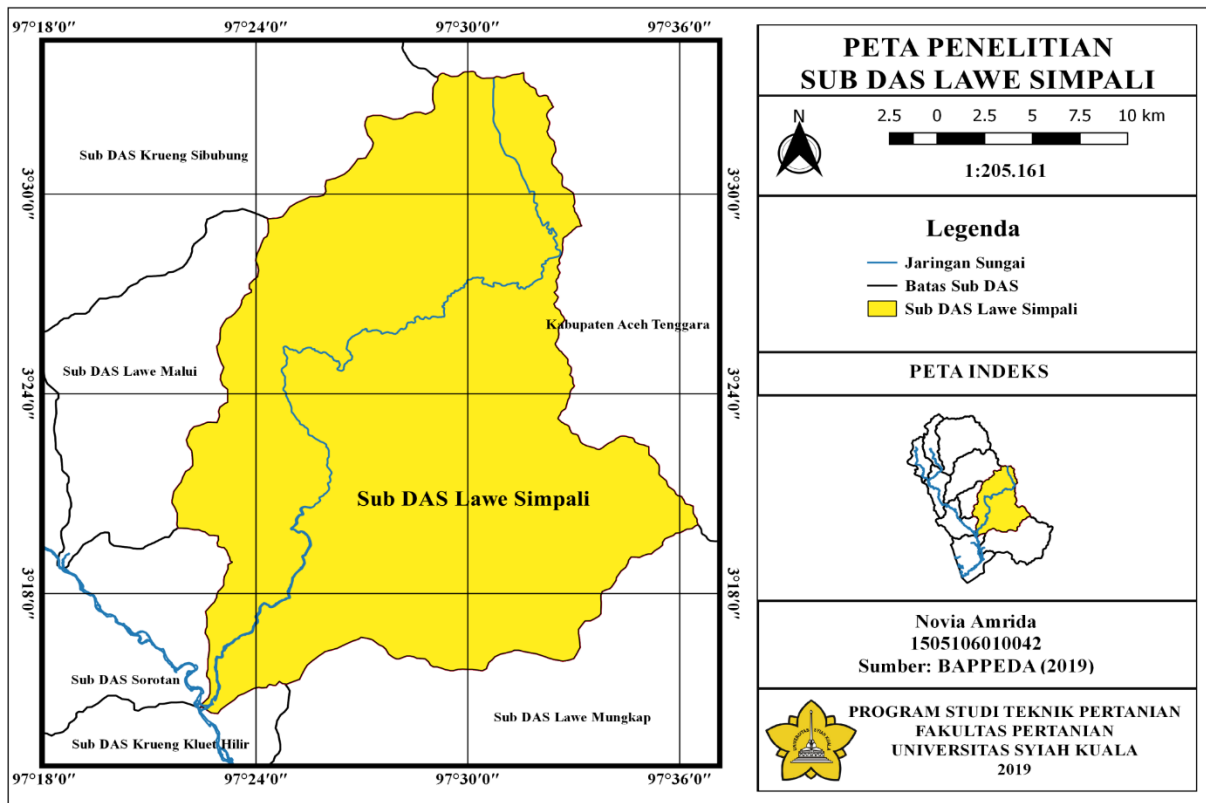 97°18'0"
97°24'0"
97°30'0"
97°36'0"
3°30'0"
3°24'0"
3°18'0"
3°30'0"
3°24'0"
3°18'0"
Sub DAS Krueng Sibubung
Kabupaten Aceh Tenggara
Sub DAS Lawe Malui
Sub DAS Lawe Simpali
Sub DAS Sorotan
Sub DAS Lawe Mungkap
Sub DAS Krueng Kluet Hilir
97°18'0"
97°24'0"
97°30'0"
97°36'0"
PETA PENELITIAN
SUB DAS LAWE SIMPALI
N
2.5 0 2.5 5 7.5 10 km
1:205.161
Legenda
Jaringan Sungai
Batas Sub DAS
Sub DAS Lawe Simpali
PETA INDEKS
Novia Amrida
1505106010042
Sumber: BAPPEDA (2019)
UNIVERSITAS SYIAH KUALA
PROGRAM STUDI TEKNIK PERTANIAN
FAKULTAS PERTANIAN
UNIVERSITAS SYIAH KUALA
2019